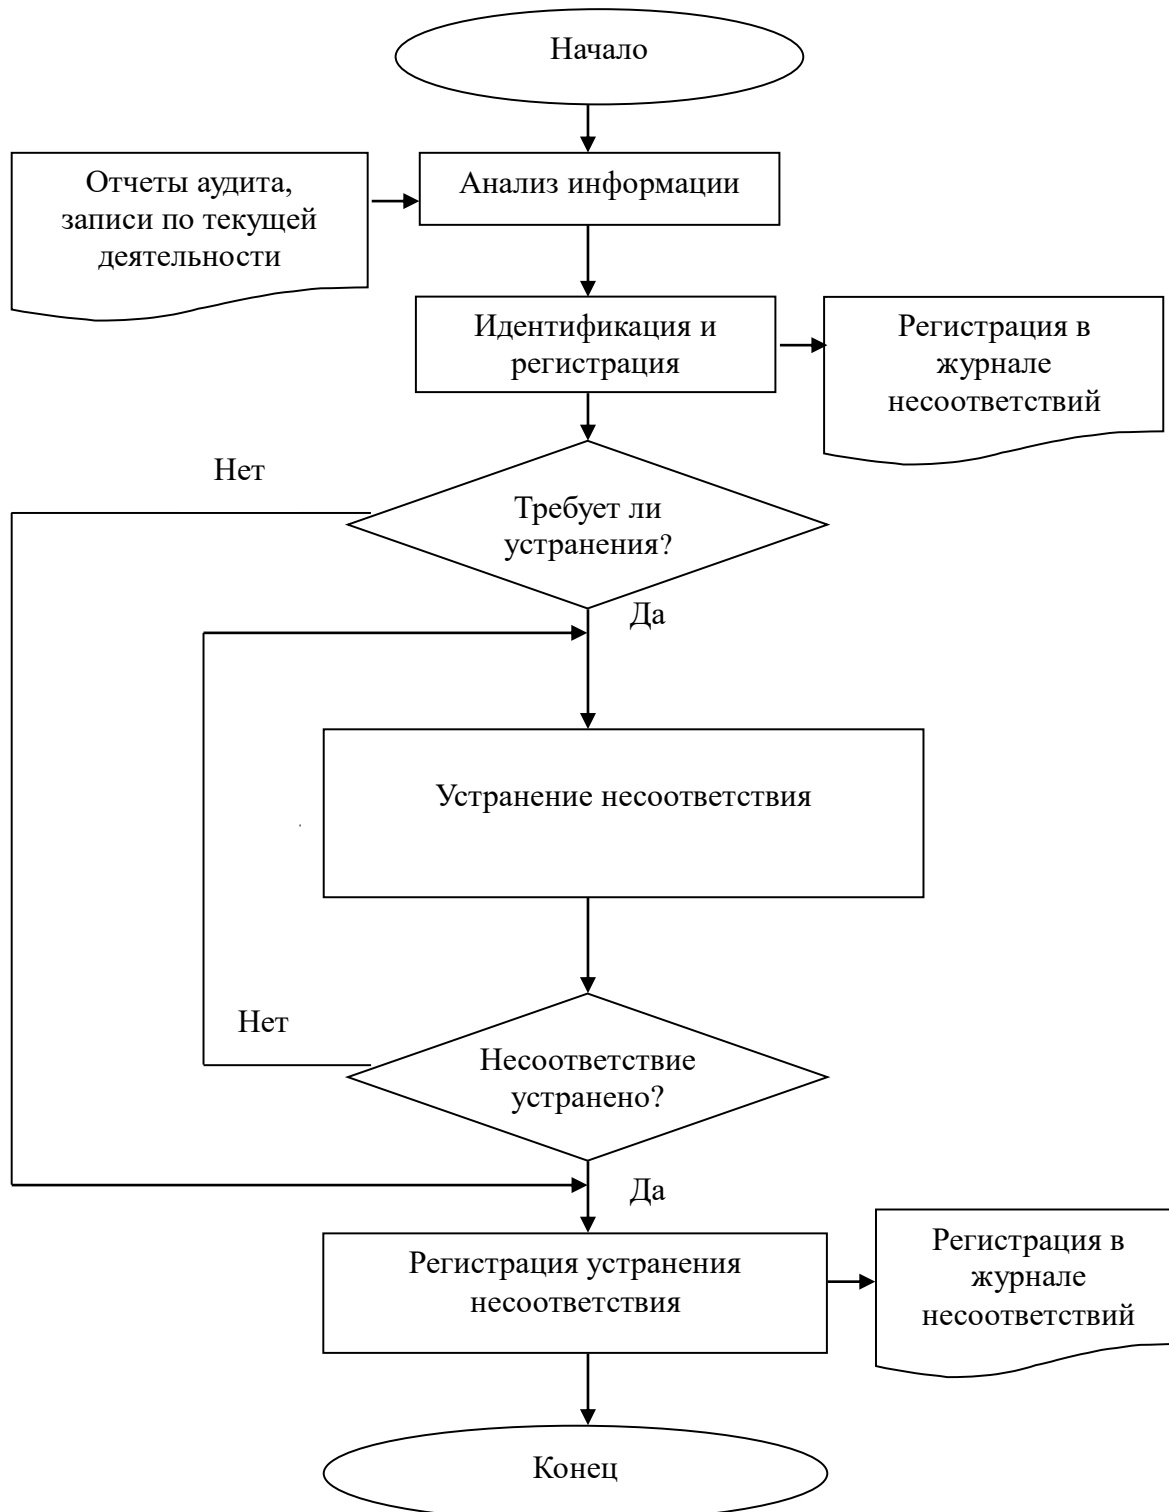 Начало
Отчеты аудита,
записи по текущей
деятельности
Анализ информации
Идентификация и
регистрация
Регистрация в
журнале
несоответствий
Нет
Требует ли
устранения?
Да
Устранение несоответствия
Нет
Несоответствие
устранено?
Да
Регистрация устранения
несоответствия
Регистрация в
журнале
несоответствий
Конец